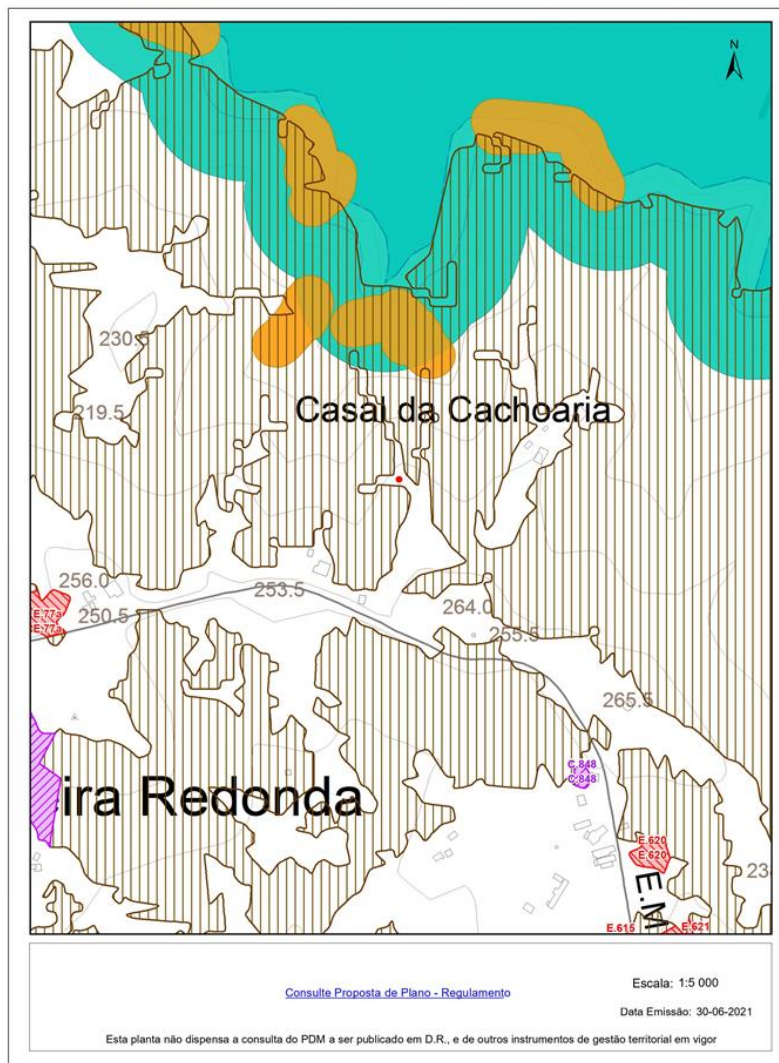 N
230.5
219.5
Casal da Cachoaria
256.0
E.77a
E.77a
250.5
253.5
264.0
255.5
265.5
C.848
C.848
eira Redonda
E.620
E.620
E.M
238
E.615
E.621
Consulte Proposta de Plano - Regulamento
Escala: 1:5 000
Data Emissão: 30-06-2021
Esta planta não dispensa a consulta do PDM a ser publicado em D.R., e de outros instrumentos de gestão territorial em vigor